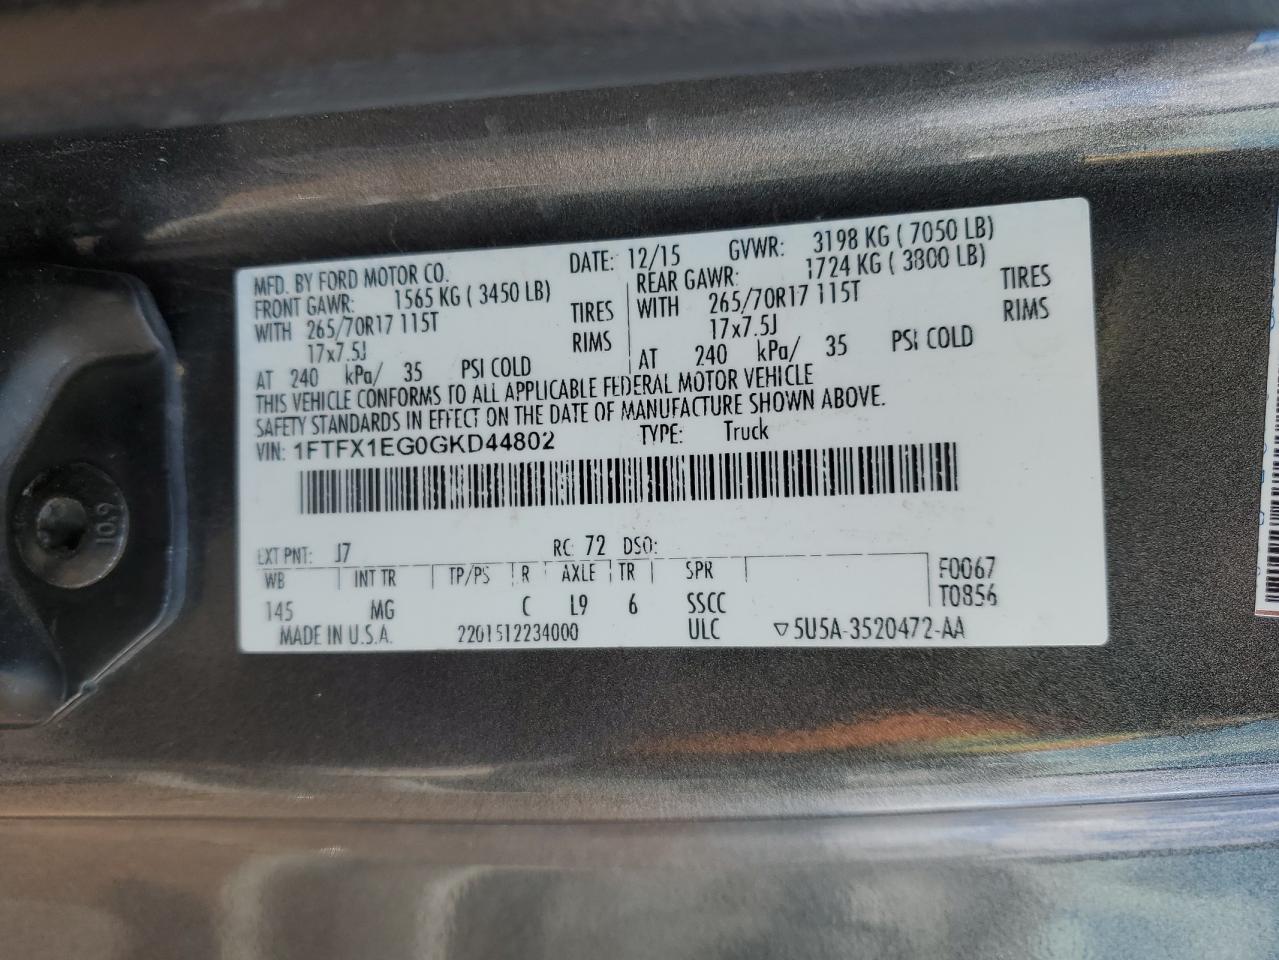 MFD. BY FORD MOTOR CO. DATE: 12/15 GVWR: 3198 KG ( 7050 LB)
FRONT GAWR: 1565 KG ( 3450 LB) REAR GAWR: 1724 KG ( 3800 LB)
WITH 265/70R17 115T TIRES WITH 265/70R17 115T TIRES
17x7.5J RIMS 17x7.5J RIMS
AT 240 kPa/ 35 PSI COLD AT 240 kPa/ 35 PSI COLD
THIS VEHICLE CONFORMS TO ALL APPLICABLE FEDERAL MOTOR VEHICLE
SAFETY STANDARDS IN EFFECT ON THE DATE OF MANUFACTURE SHOWN ABOVE.
VIN: 1FTFX1EG0GKD44802 TYPE: Truck
EXT PNT: J7 RC: 72 DSO:
WB INT TR TP/PS R AXLE TR SPR F0067
145 MG C L9 6 SSCC T0856
MADE IN U.S.A. 2201512234000 ULC ▽5U5A-3520472-AA
10.9